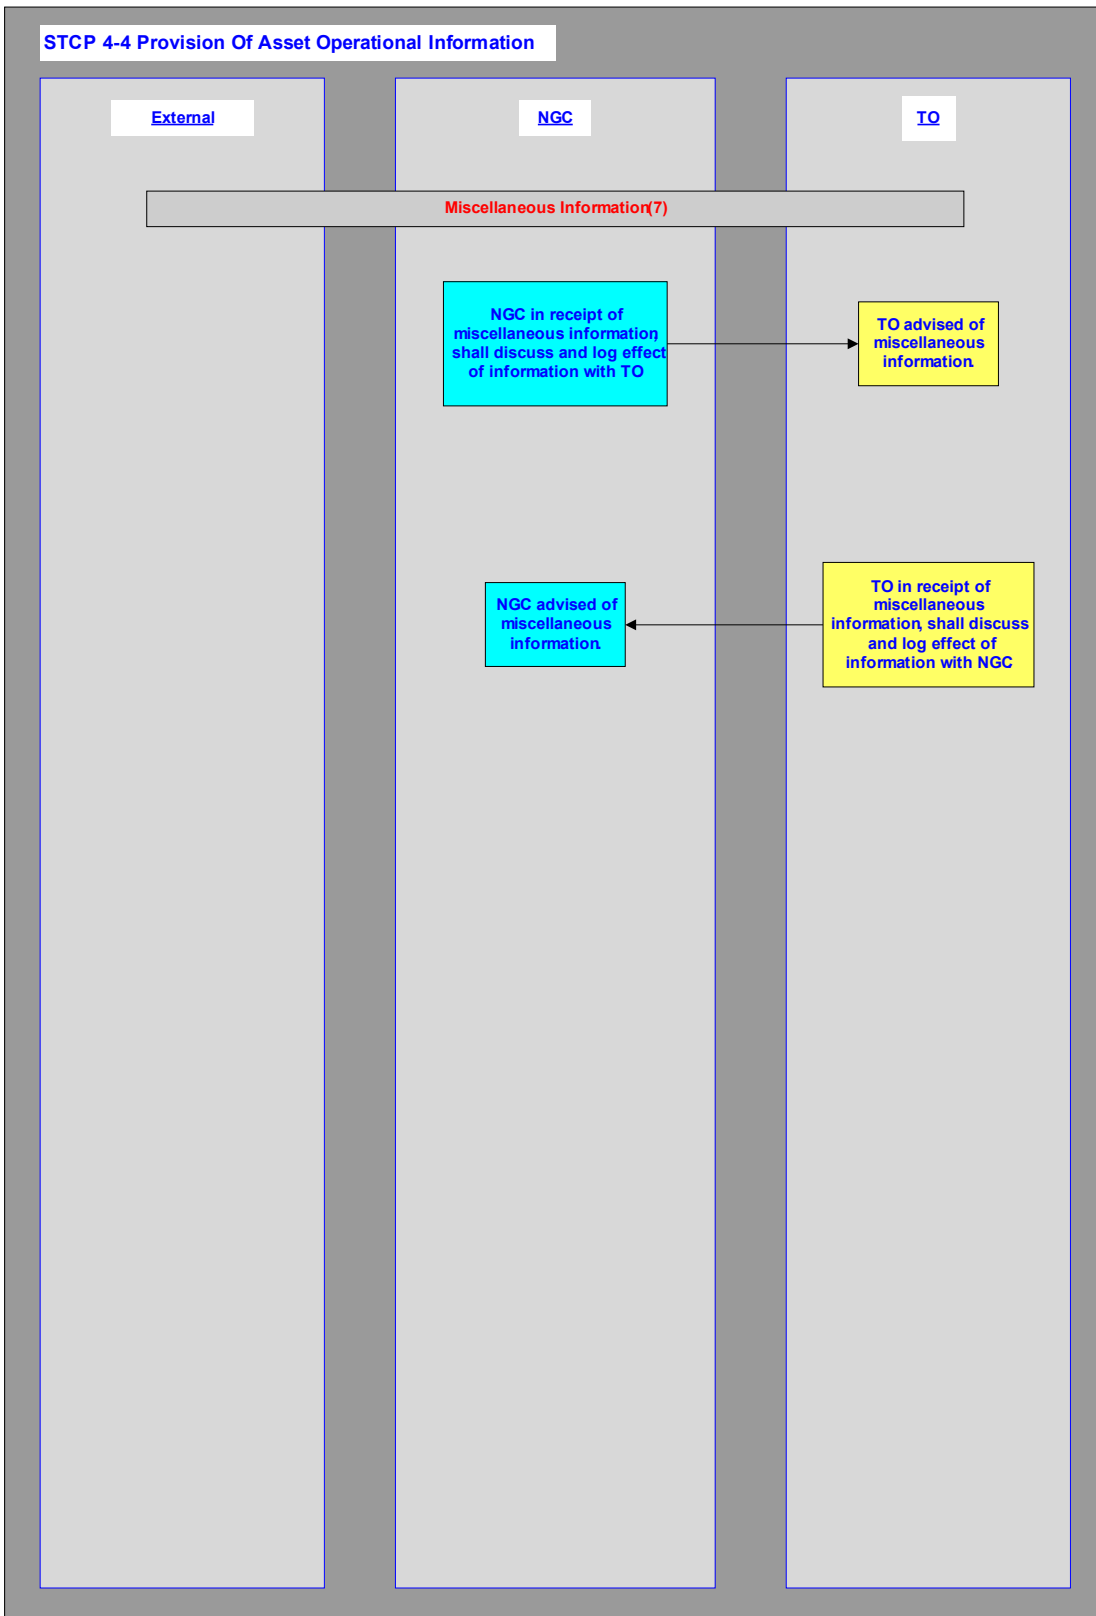 STCP 4-4 Provision Of Asset Operational Information
External
NGC
TO
Miscellaneous Information(7)
NGC in receipt of
miscellaneous information,
shall discuss and log effect
of information with TO
TO advised of
miscellaneous
information.
NGC advised of
miscellaneous
information.
TO in receipt of
miscellaneous
information, shall discuss
and log effect of
information with NGC